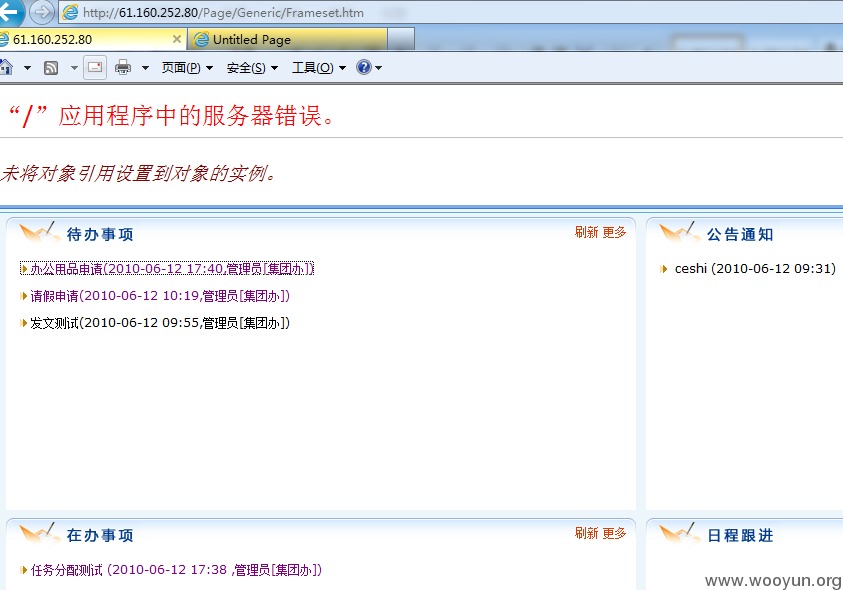 http://61.160.252.80/Page/Generic/Frameset.htm
61.160.252.80
Untitled Page
页面(P) 安全(S) 工具(O)
“/”应用程序中的服务器错误。
未将对象引用设置到对象的实例。
待办事项 刷新 更多
办公用品申请(2010-06-12 17:40,管理员[集团办])
请假申请(2010-06-12 10:19,管理员[集团办])
发文测试(2010-06-12 09:55,管理员[集团办])
公告通知
ceshi (2010-06-12 09:31)
在办事项 刷新 更多
任务分配测试 (2010-06-12 17:38 ,管理员[集团办])
日程跟进
www.wooyun.org